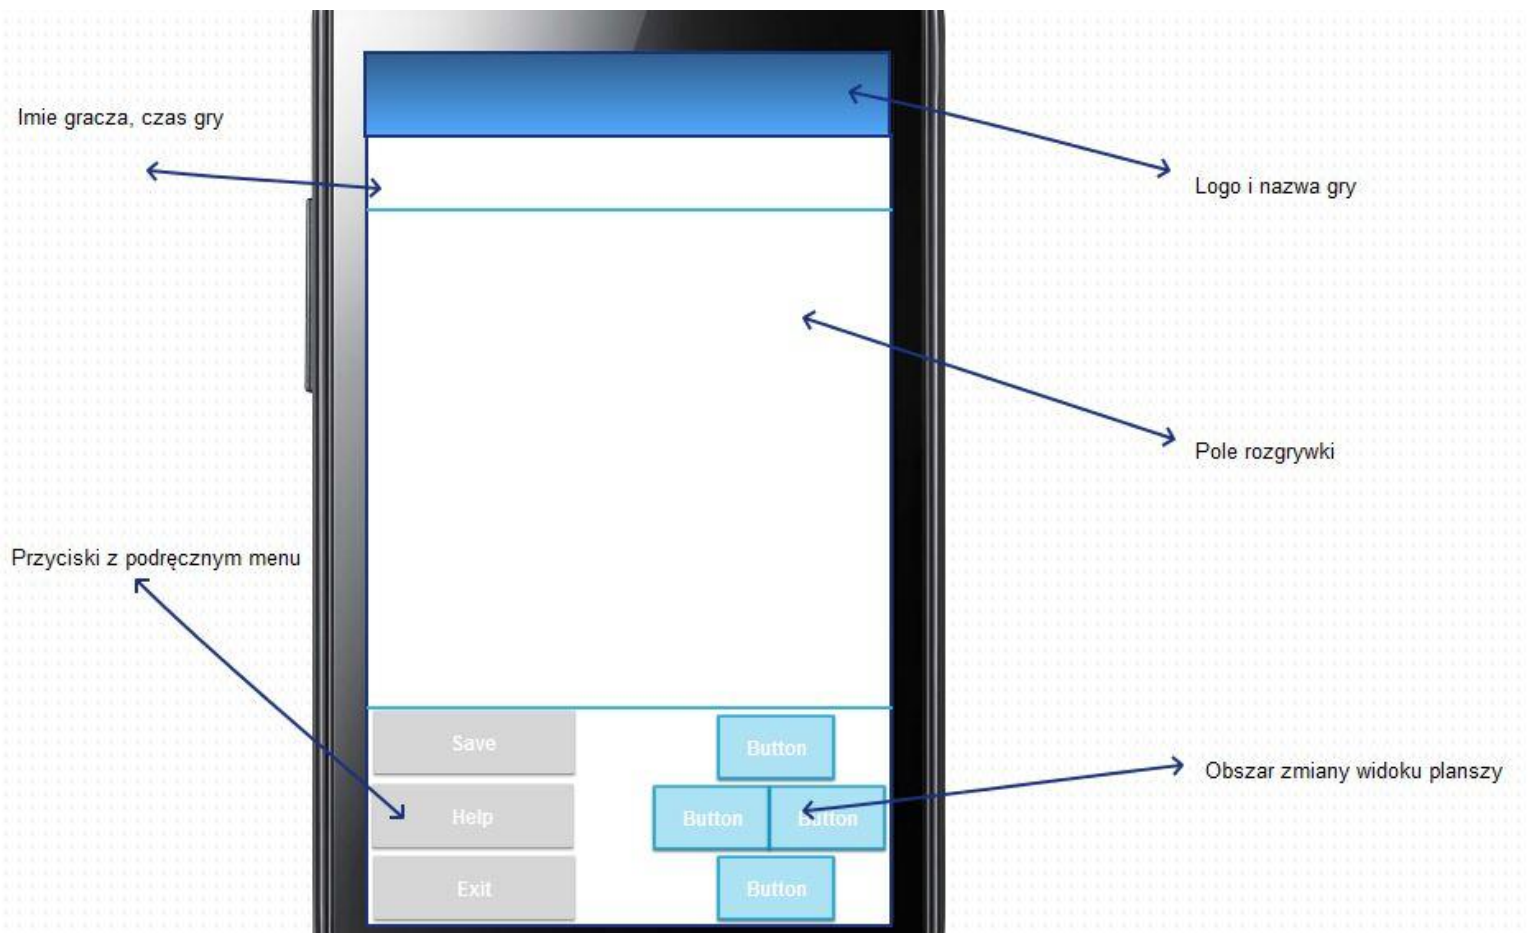 Imie gracza, czas gry
Logo i nazwa gry
Pole rozgrywki
Przyciski z podręcznym menu
Save
Button
Obszar zmiany widoku planszy
Help
Button
Button
Exit
Button